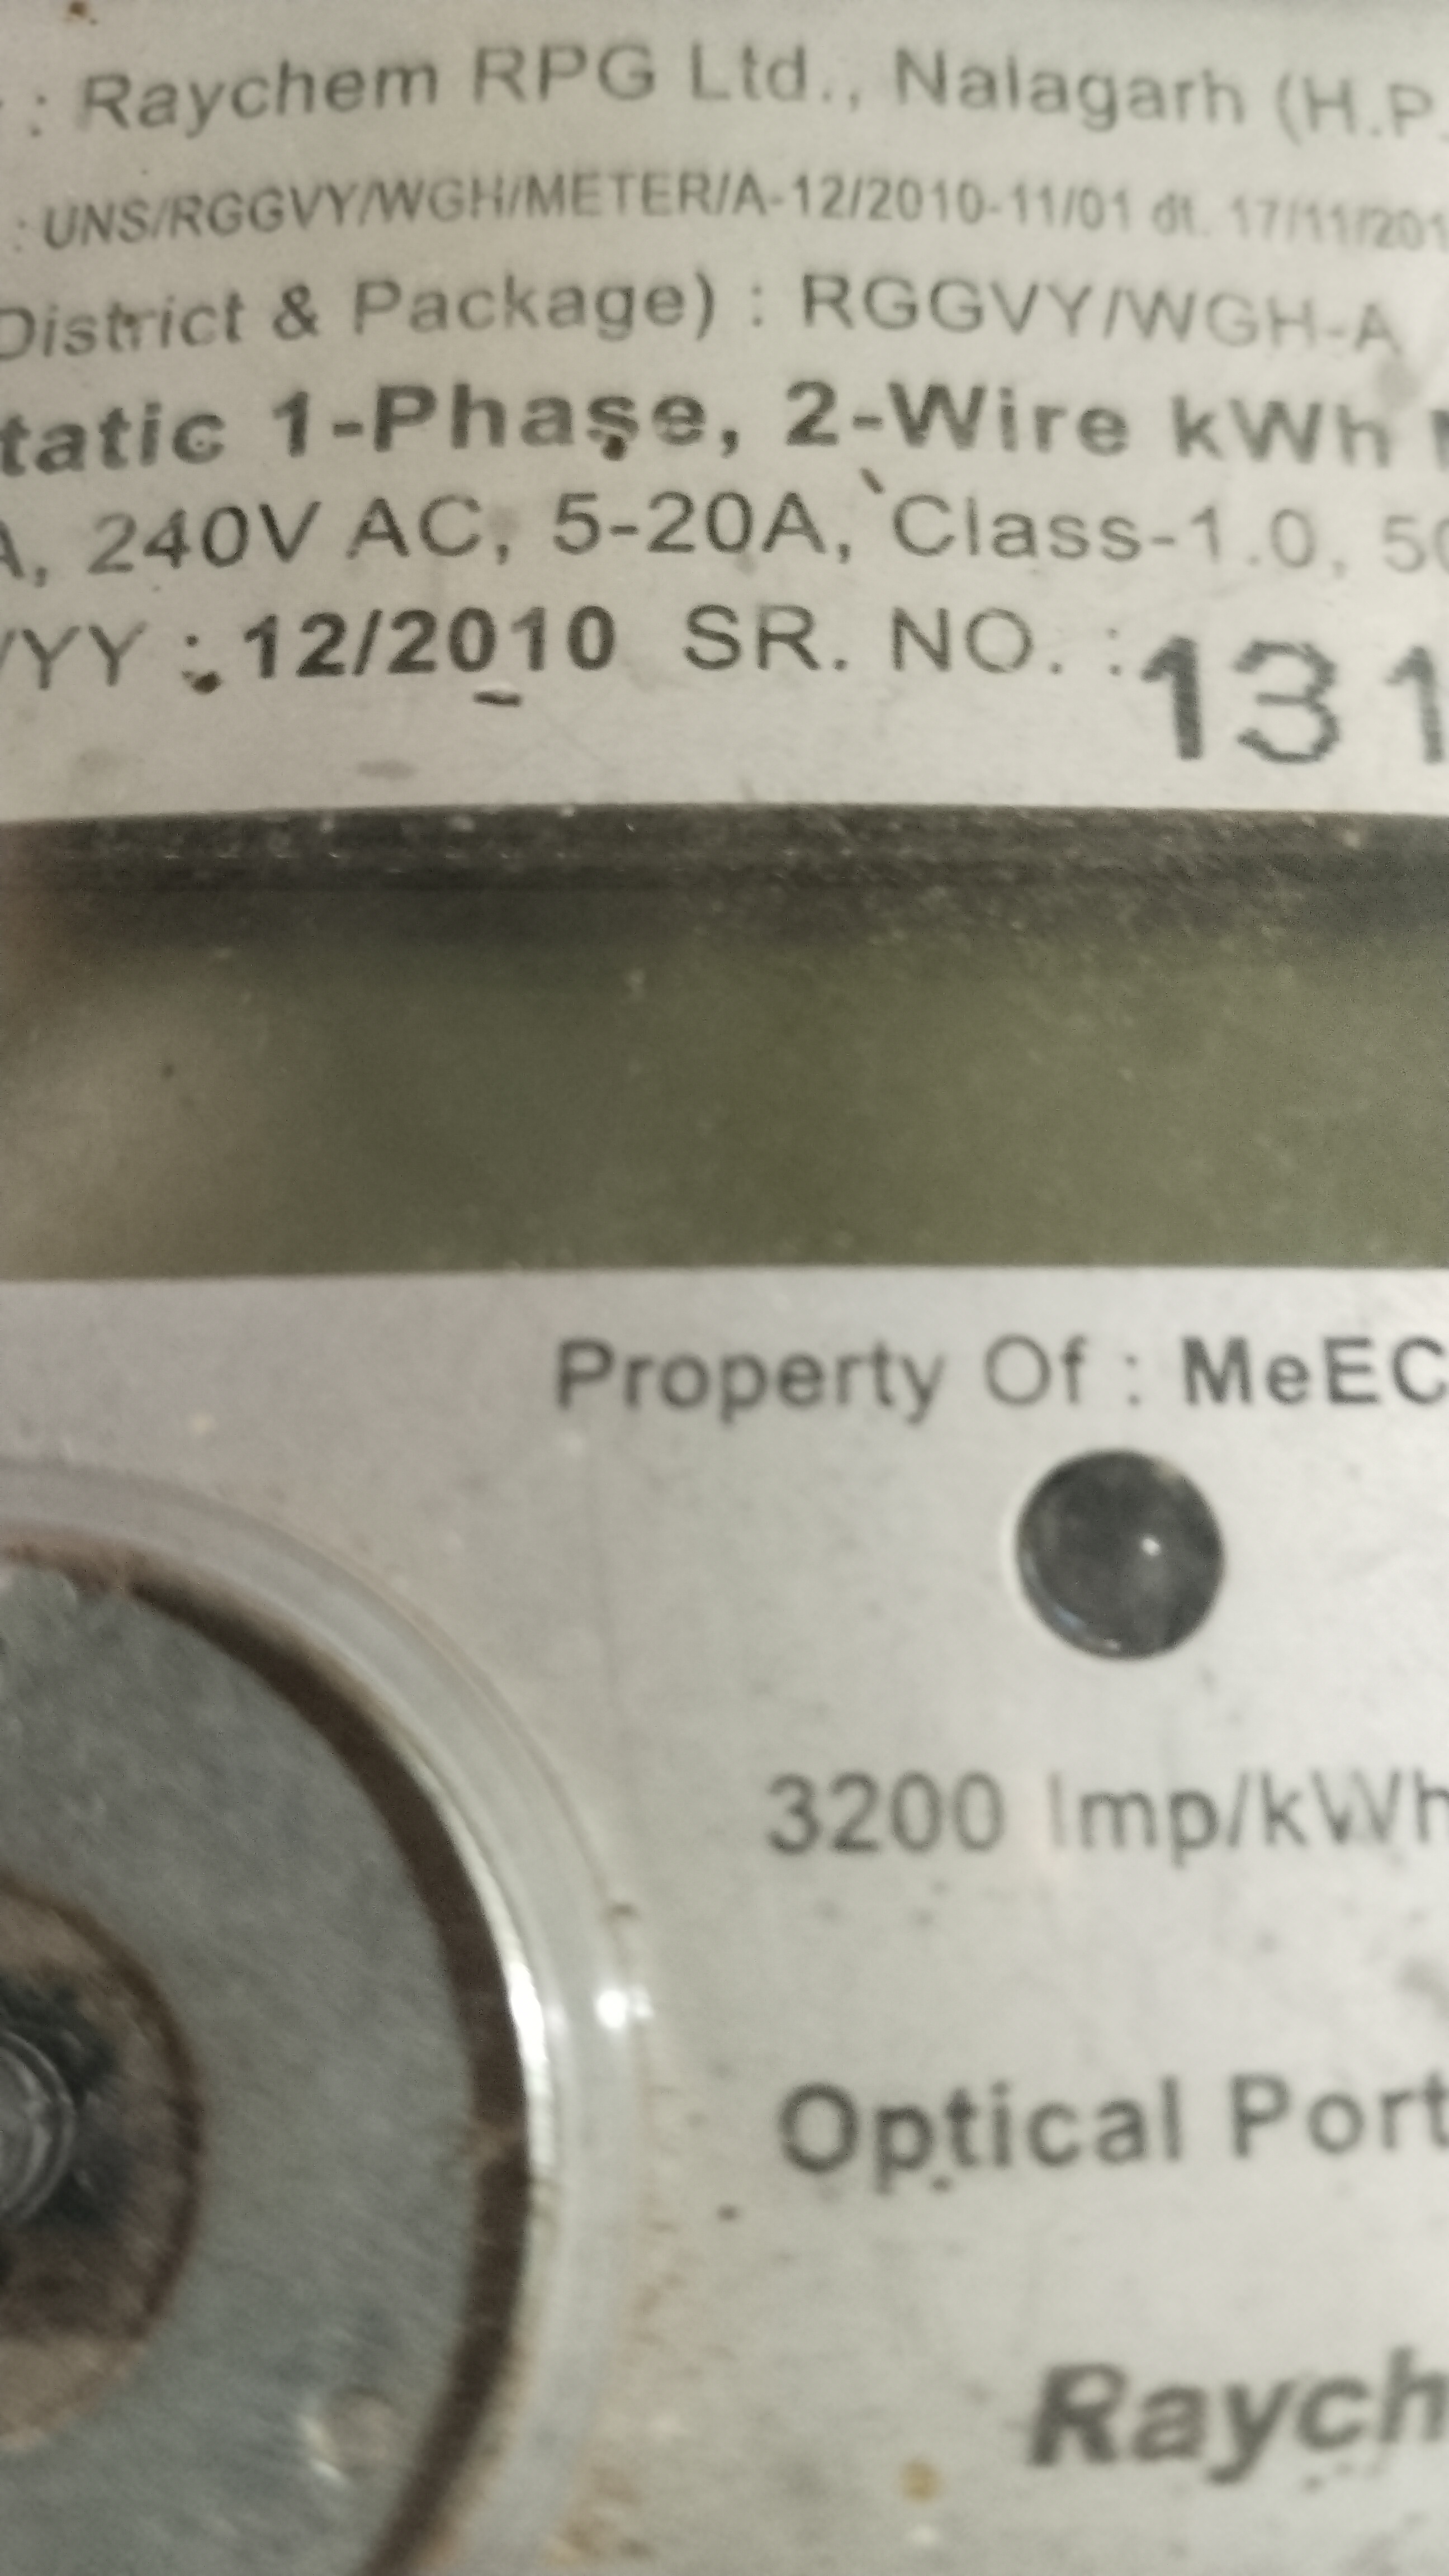 : Raychem RPG Ltd., Nalagarh (H.P.
: UNS/RGGVY/WGH/METER/A-12/2010-11/01 dt. 17/11/201
District & Package) : RGGVY/WGH-A
tatic 1-Phase, 2-Wire kWh
A, 240V AC, 5-20A, Class-1.0, 50
/YY : 12/2010 SR. NO. : 131
Property Of : MeEC
3200 Imp/kWh
Optical Port
Raych